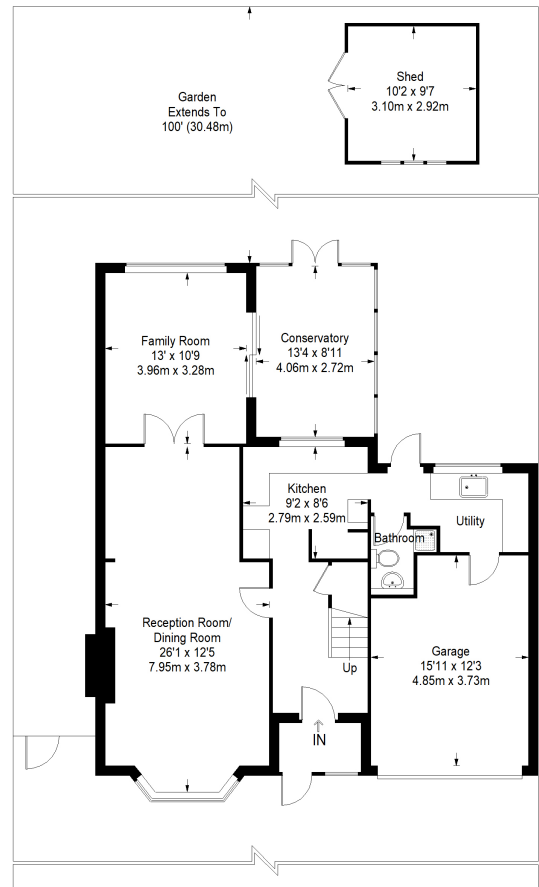 Shed
10'2 x 9'7
3.10m x 2.92m
Garden
Extends To
100' (30.48m)
Family Room
13' x 10'9
3.96m x 3.28m
Conservatory
13'4 x 8'11
4.06m x 2.72m
Kitchen
9'2 x 8'6
2.79m x 2.59m
Utility
Bathroom
Reception Room/
Dining Room
26'1 x 12'5
7.95m x 3.78m
Up
Garage
15'11 x 12'3
4.85m x 3.73m
IN